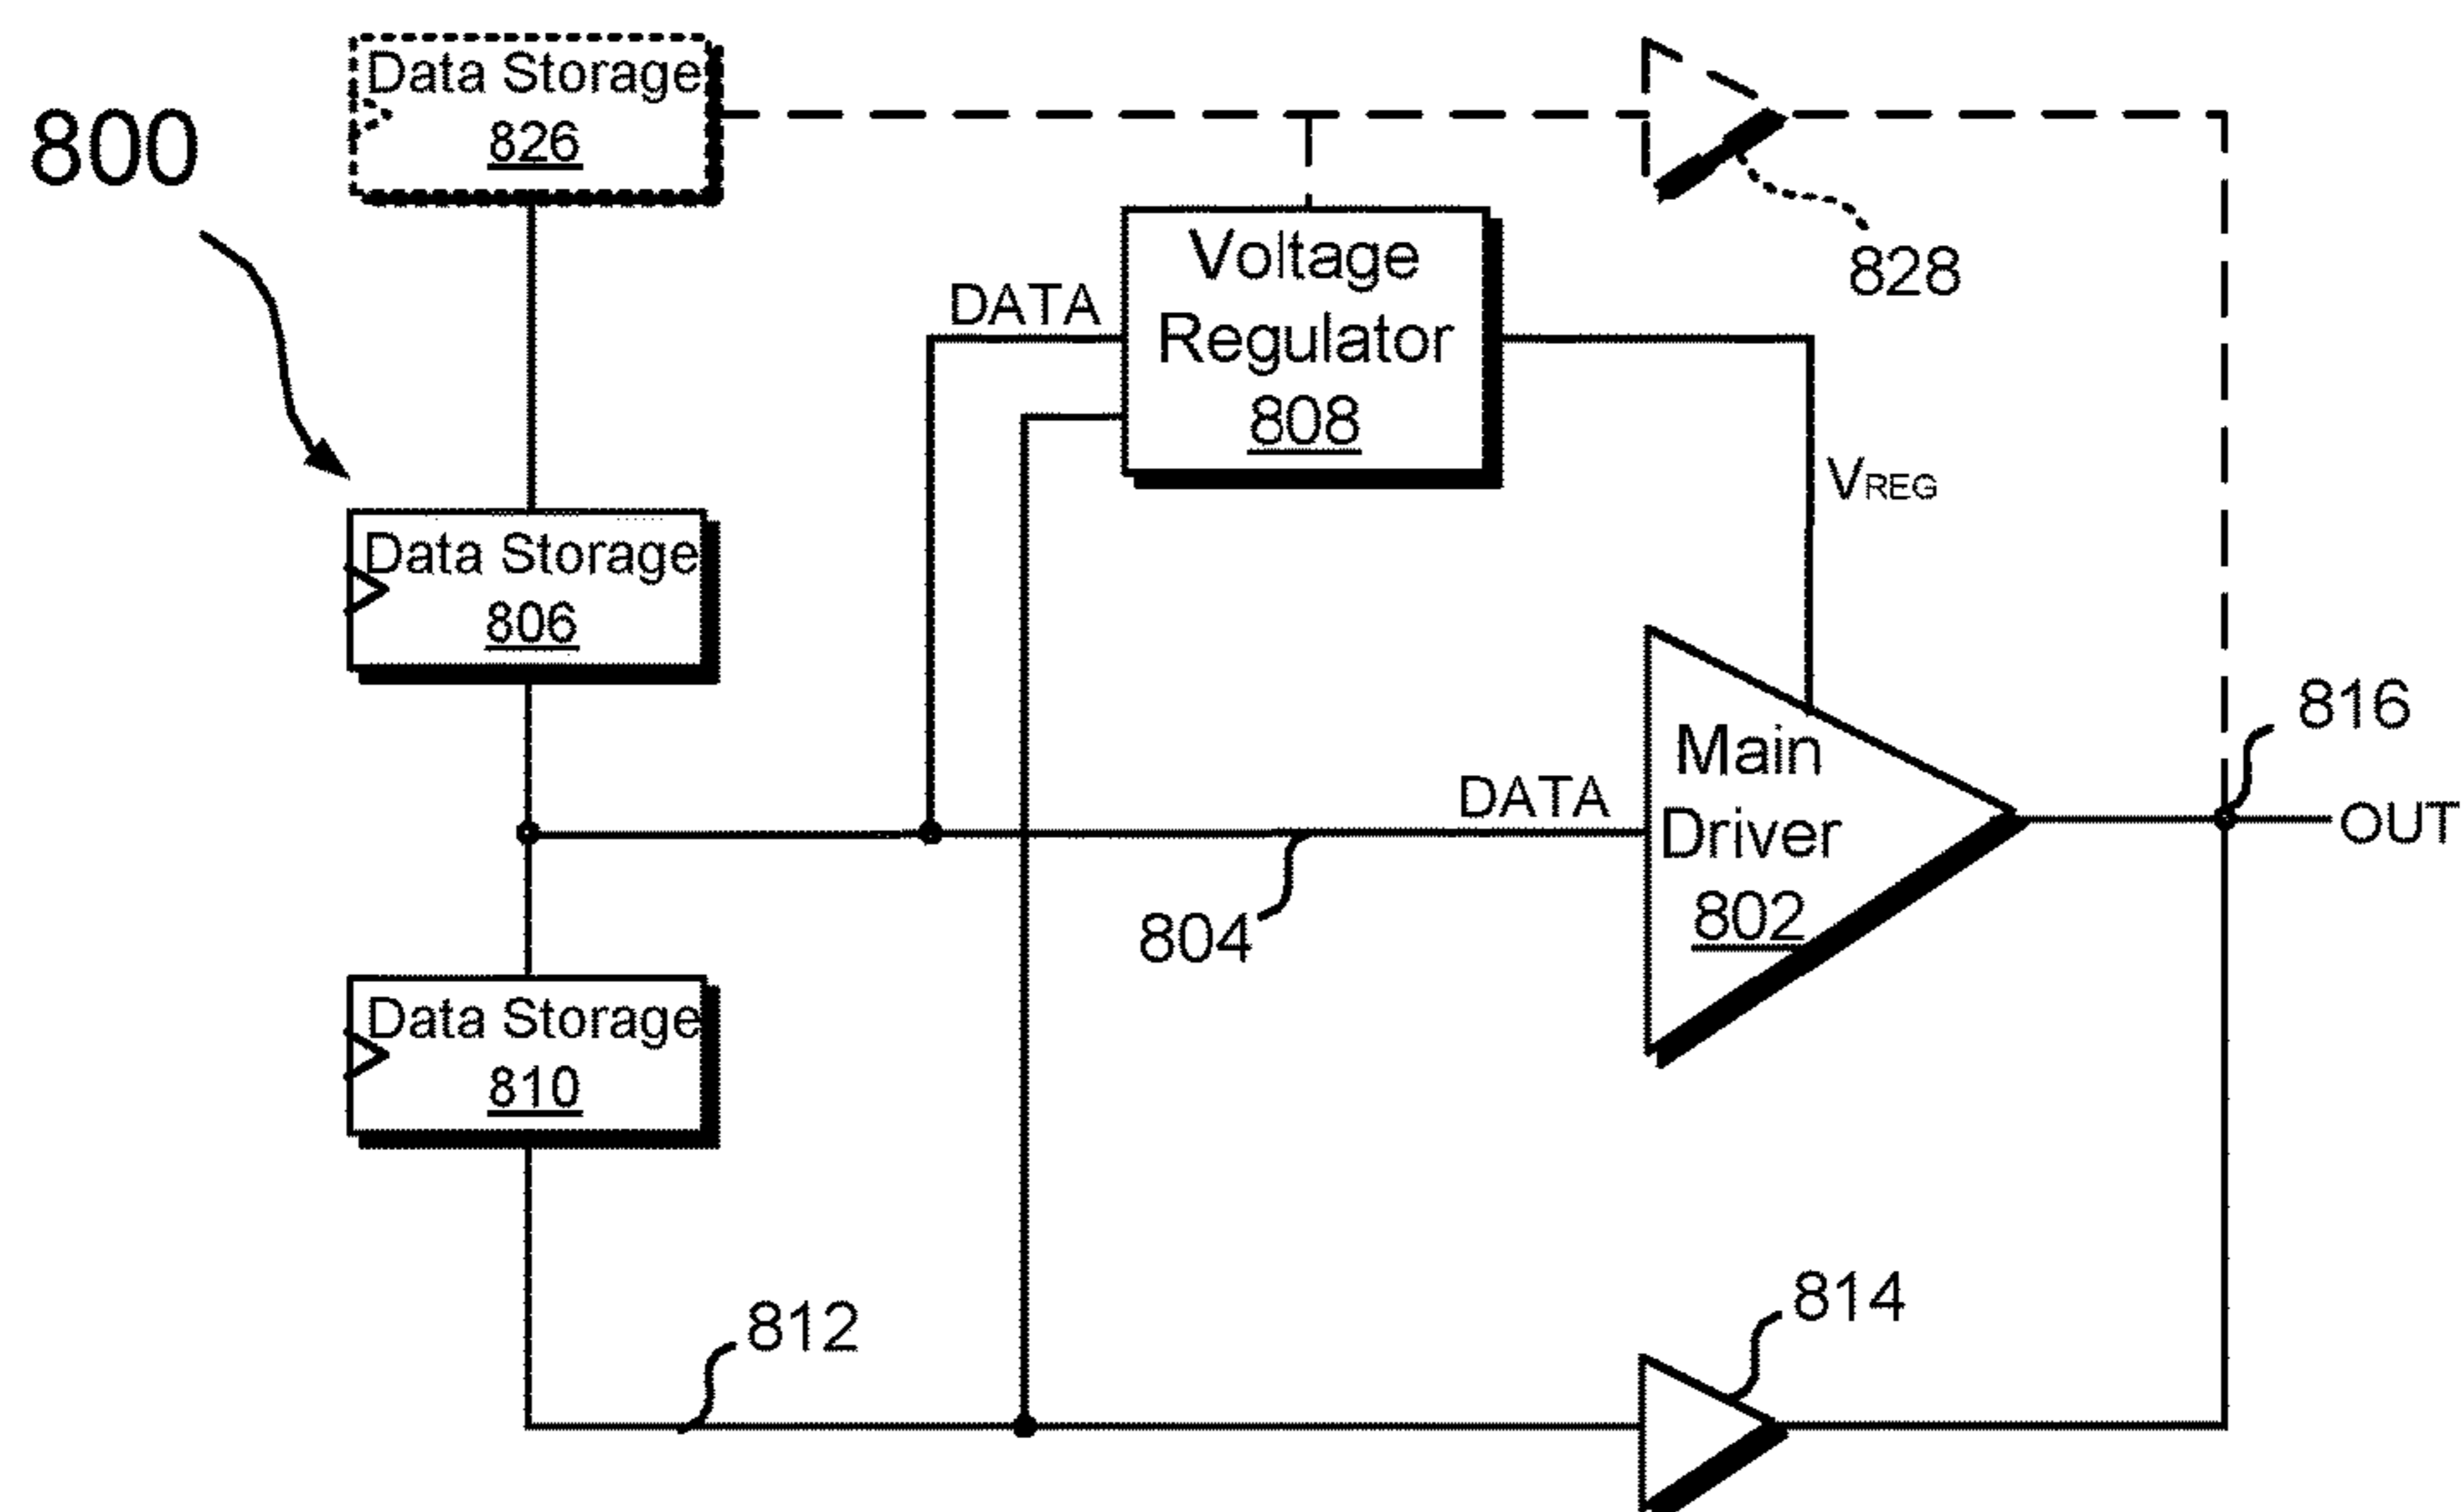 Data Storage
826
800
828
Voltage
Regulator
808
DATA
VREG
Data Storage
806
816
Main
Driver
802
DATA
OUT
804
Data Storage
810
814
812